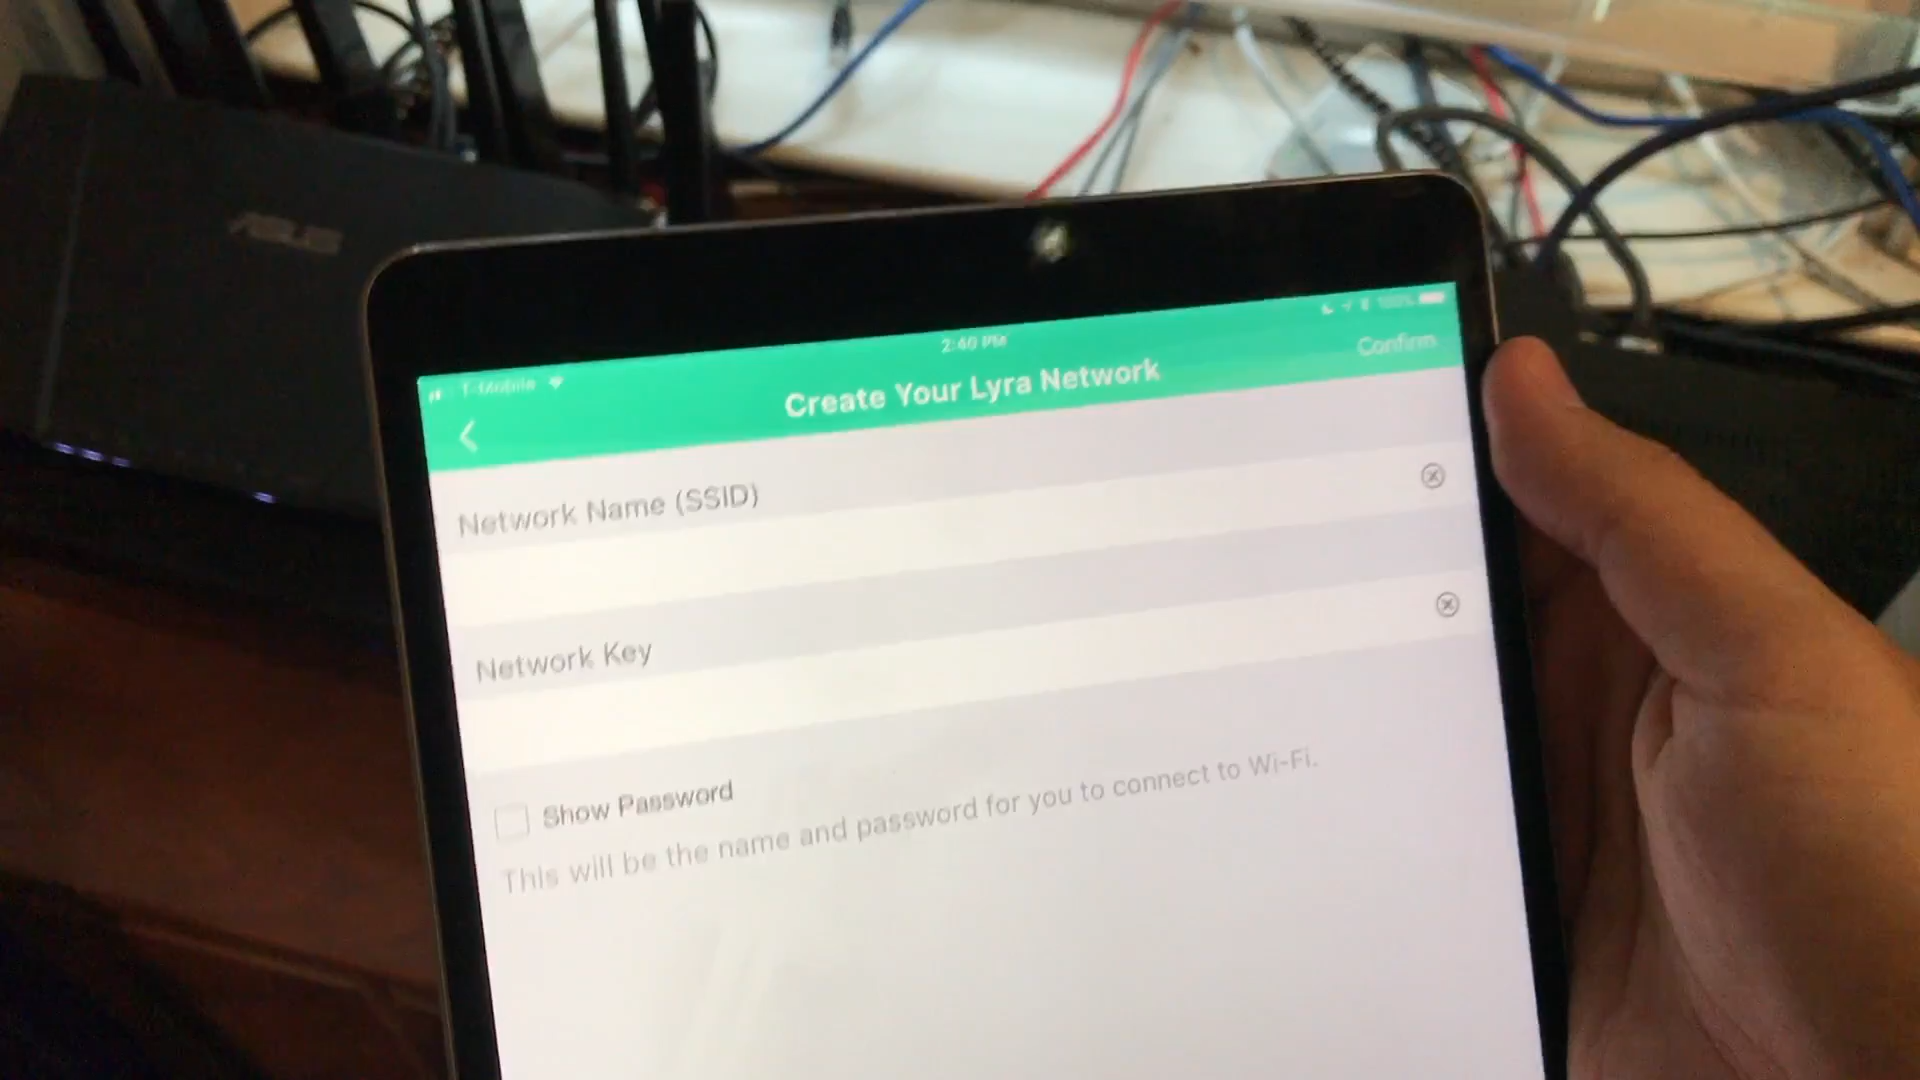 ASUS
T-Mobile
2:40 PM
100%
Create Your Lyra Network
Confirm
Network Name (SSID)
Network Key
Show Password
This will be the name and password for you to connect to Wi-Fi.